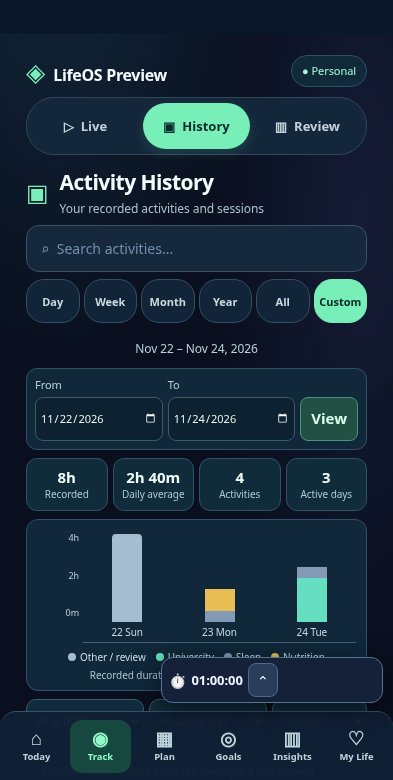 LifeOS Preview
Personal
Live History Review
Activity History
Your recorded activities and sessions
Search activities...
Day Week Month Year All Custom
Nov 22 – Nov 24, 2026
From To
11/22/2026 11/24/2026 View
8h 2h 40m 4 3
Recorded Daily average Activities Active days
4h
2h
0m
22 Sun 23 Mon 24 Tue
Other / review University Sleep Nutrition
Recorded durat
01:00:00
Today Track Plan Goals Insights My Life